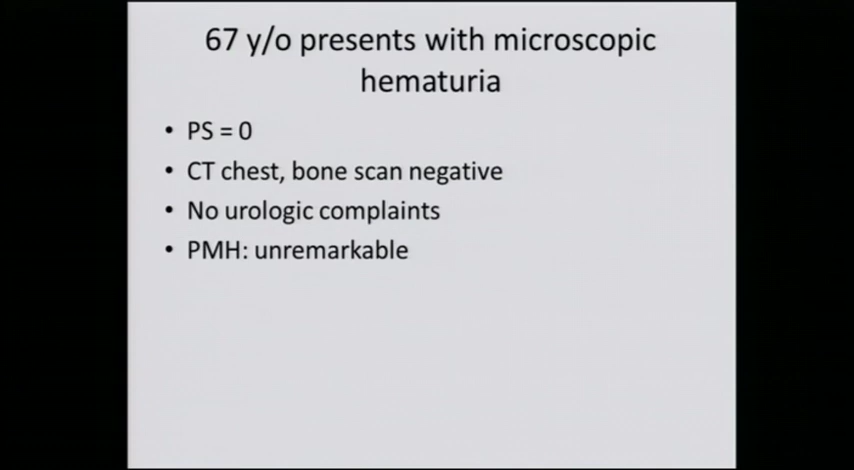 67 y/o presents with microscopic
hematuria
• PS = 0
• CT chest, bone scan negative
• No urologic complaints
• PMH: unremarkable